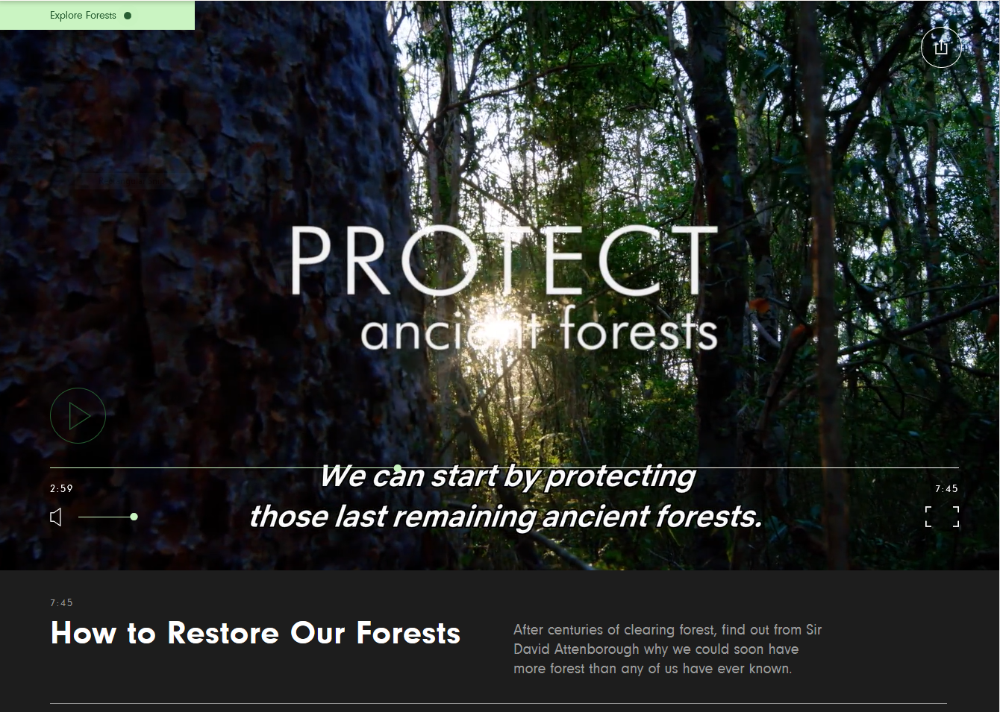 Explore Forests
PROTECT
ancient forests
We can start by protecting
those last remaining ancient forests.
2:59
7:45
7:45
How to Restore Our Forests
After centuries of clearing forest, find out from Sir
David Attenborough why we could soon have
more forest than any of us have ever known.